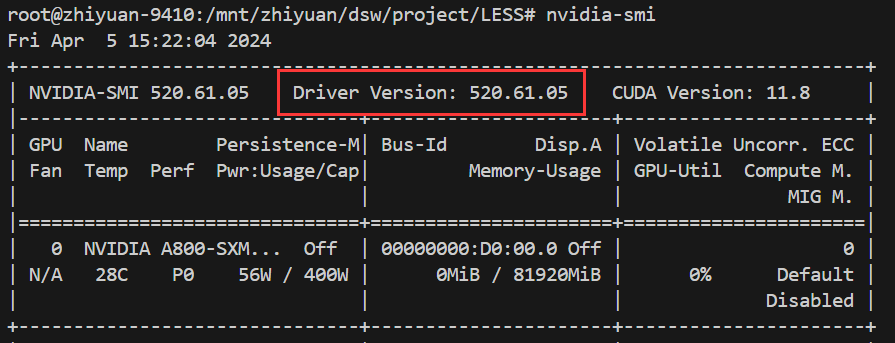 root@zhiyuan-9410:/mnt/zhiyuan/dsw/project/LESS# nvidia-smi
Fri Apr  5 15:22:04 2024
+-----------------------------------------------------------------------------+
| NVIDIA-SMI 520.61.05    Driver Version: 520.61.05    CUDA Version: 11.8     |
|-------------------------------+----------------------+----------------------+
| GPU  Name        Persistence-M| Bus-Id        Disp.A | Volatile Uncorr. ECC |
| Fan  Temp  Perf  Pwr:Usage/Cap|         Memory-Usage | GPU-Util  Compute M. |
|                               |                      |               MIG M. |
|===============================+======================+======================|
|   0  NVIDIA A800-SXM...  Off  | 00000000:D0:00.0 Off |                    0 |
| N/A   28C    P0    56W / 400W |      0MiB / 81920MiB |      0%      Default |
|                               |                      |             Disabled |
+-------------------------------+----------------------+----------------------+